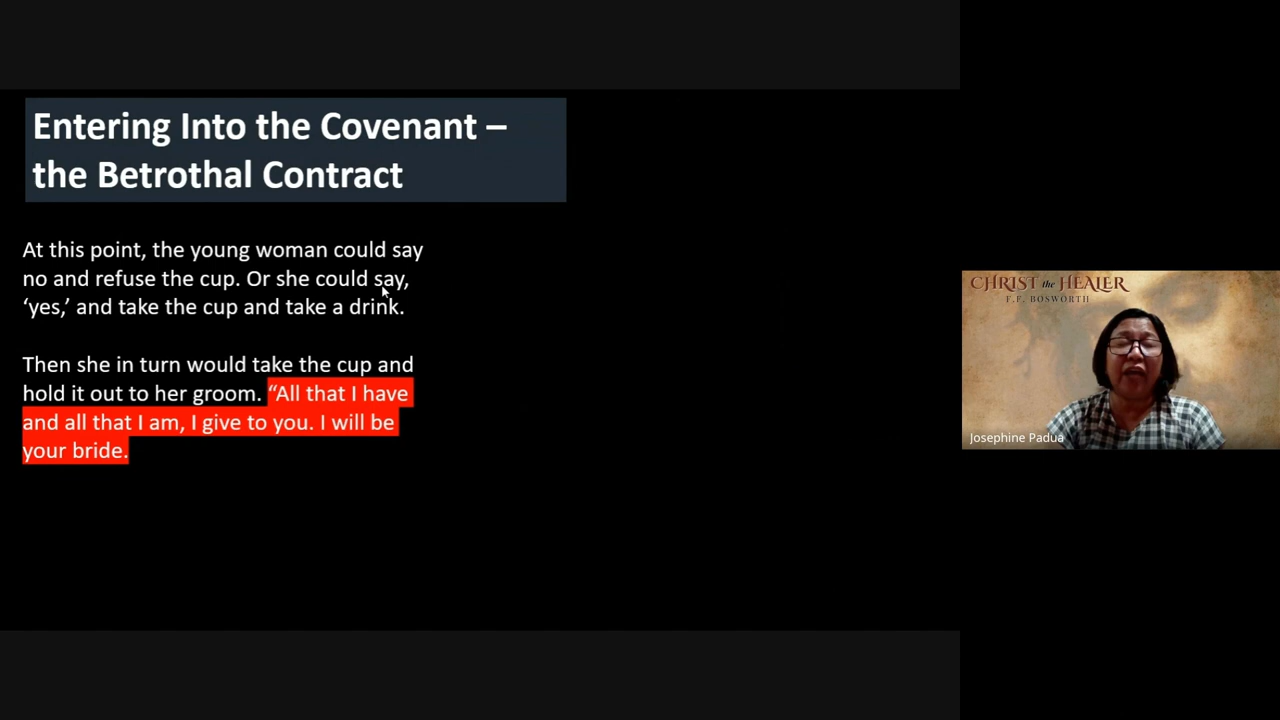 Entering Into the Covenant –
the Betrothal Contract
At this point, the young woman could say
no and refuse the cup. Or she could say,
‘yes,’ and take the cup and take a drink.
Then she in turn would take the cup and
hold it out to her groom. “All that I have
and all that I am, I give to you. I will be
your bride.
CHRIST the HEALER
F.F. BOSWORTH
Josephine Padua